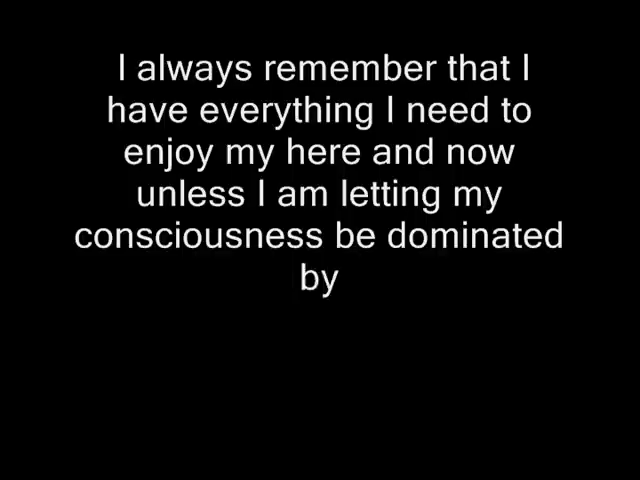 I always remember that I
have everything I need to
enjoy my here and now
unless I am letting my
consciousness be dominated
by